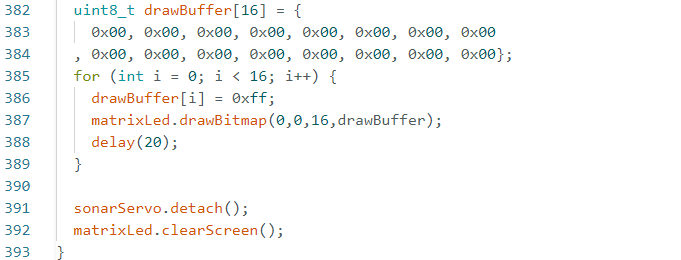 382 uint8_t drawBuffer[16] = {
383 0x00, 0x00, 0x00, 0x00, 0x00, 0x00, 0x00, 0x00
384 , 0x00, 0x00, 0x00, 0x00, 0x00, 0x00, 0x00, 0x00};
385 for (int i = 0; i < 16; i++) {
386 drawBuffer[i] = 0xff;
387 matrixLed.drawBitmap(0,0,16,drawBuffer);
388 delay(20);
389 }
390
391 sonarServo.detach();
392 matrixLed.clearScreen();
393 }